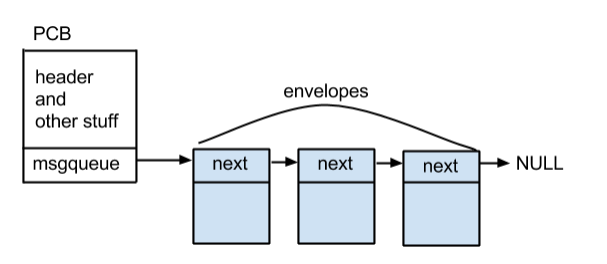 PCB
header
and
other stuff
msgqueue
envelopes
next
next
next
NULL